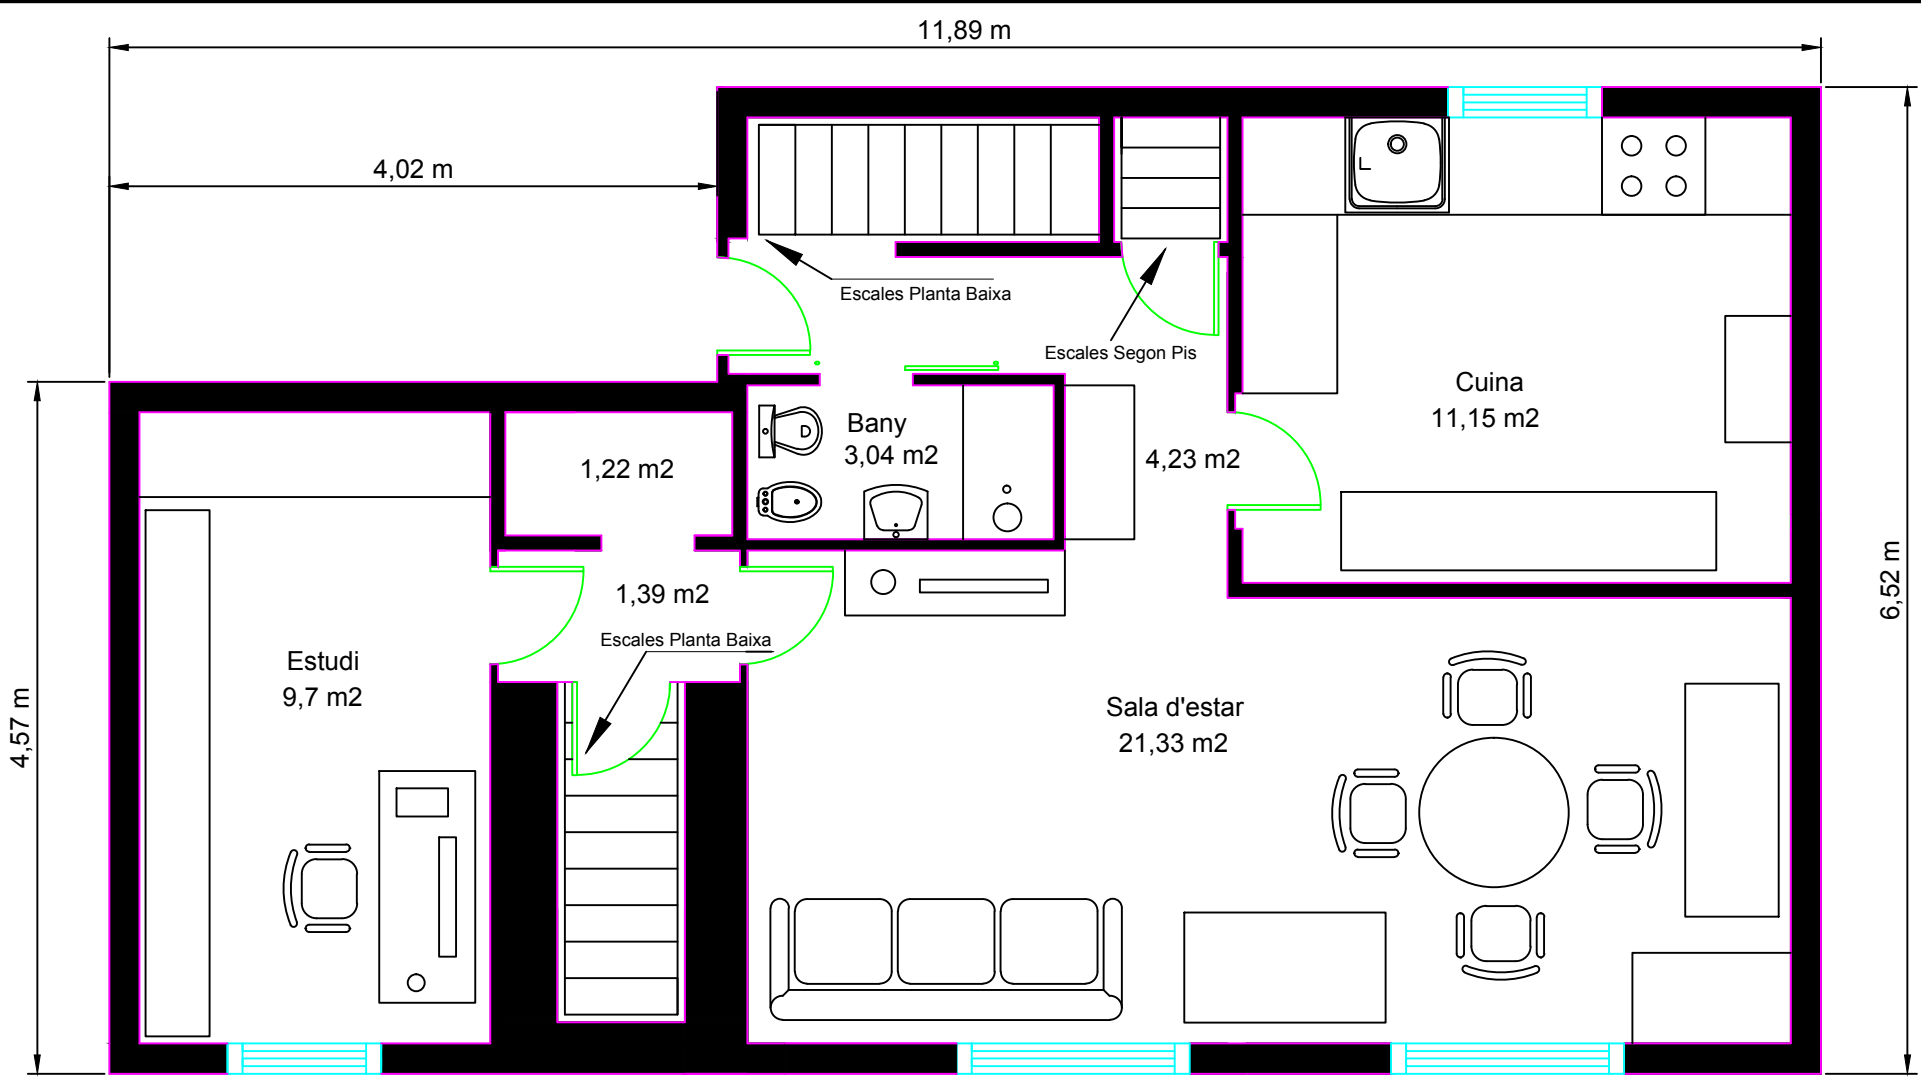 11,89 m
4,02 m
Escales Planta Baixa
Escales Segon Pis
Cuina
11,15 m2
Bany
3,04 m2
4,23 m2
1,22 m2
1,39 m2
Escales Planta Baixa
Estudi
9,7 m2
Sala d'estar
21,33 m2
4,57 m
6,52 m